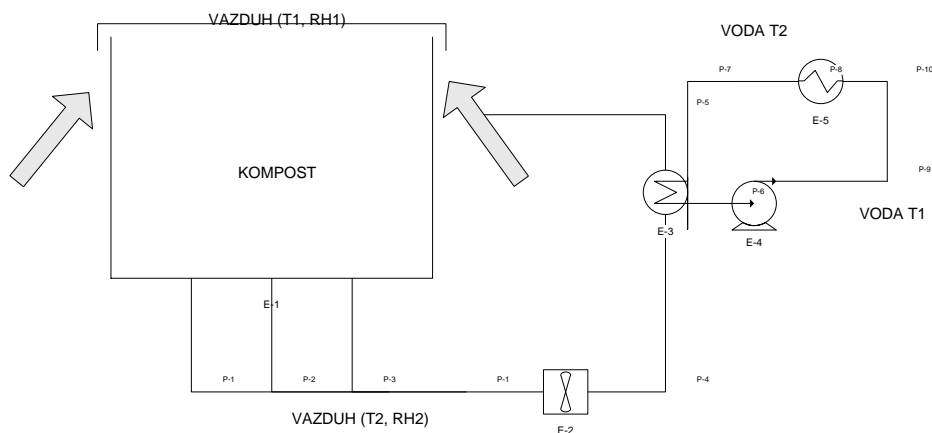 VAZDUH (T1, RH1)
VODA T2
P-7
P-8
P-10
P-5
E-5
KOMPOST
P-9
P-6
VODA T1
E-3
E-4
E-1
P-1
P-2
P-3
P-1
P-4
VAZDUH (T2, RH2)
E-2